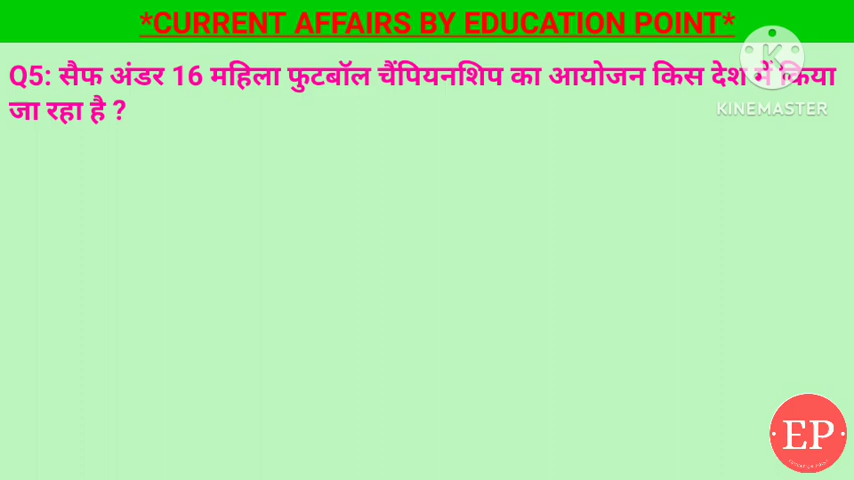 *CURRENT AFFAIRS BY EDUCATION POINT*
Q5: सैफ अंडर 16 महिला फुटबॉल चैंपियनशिप का आयोजन किस देश में किया
जा रहा है ?
KINEMASTER
EP